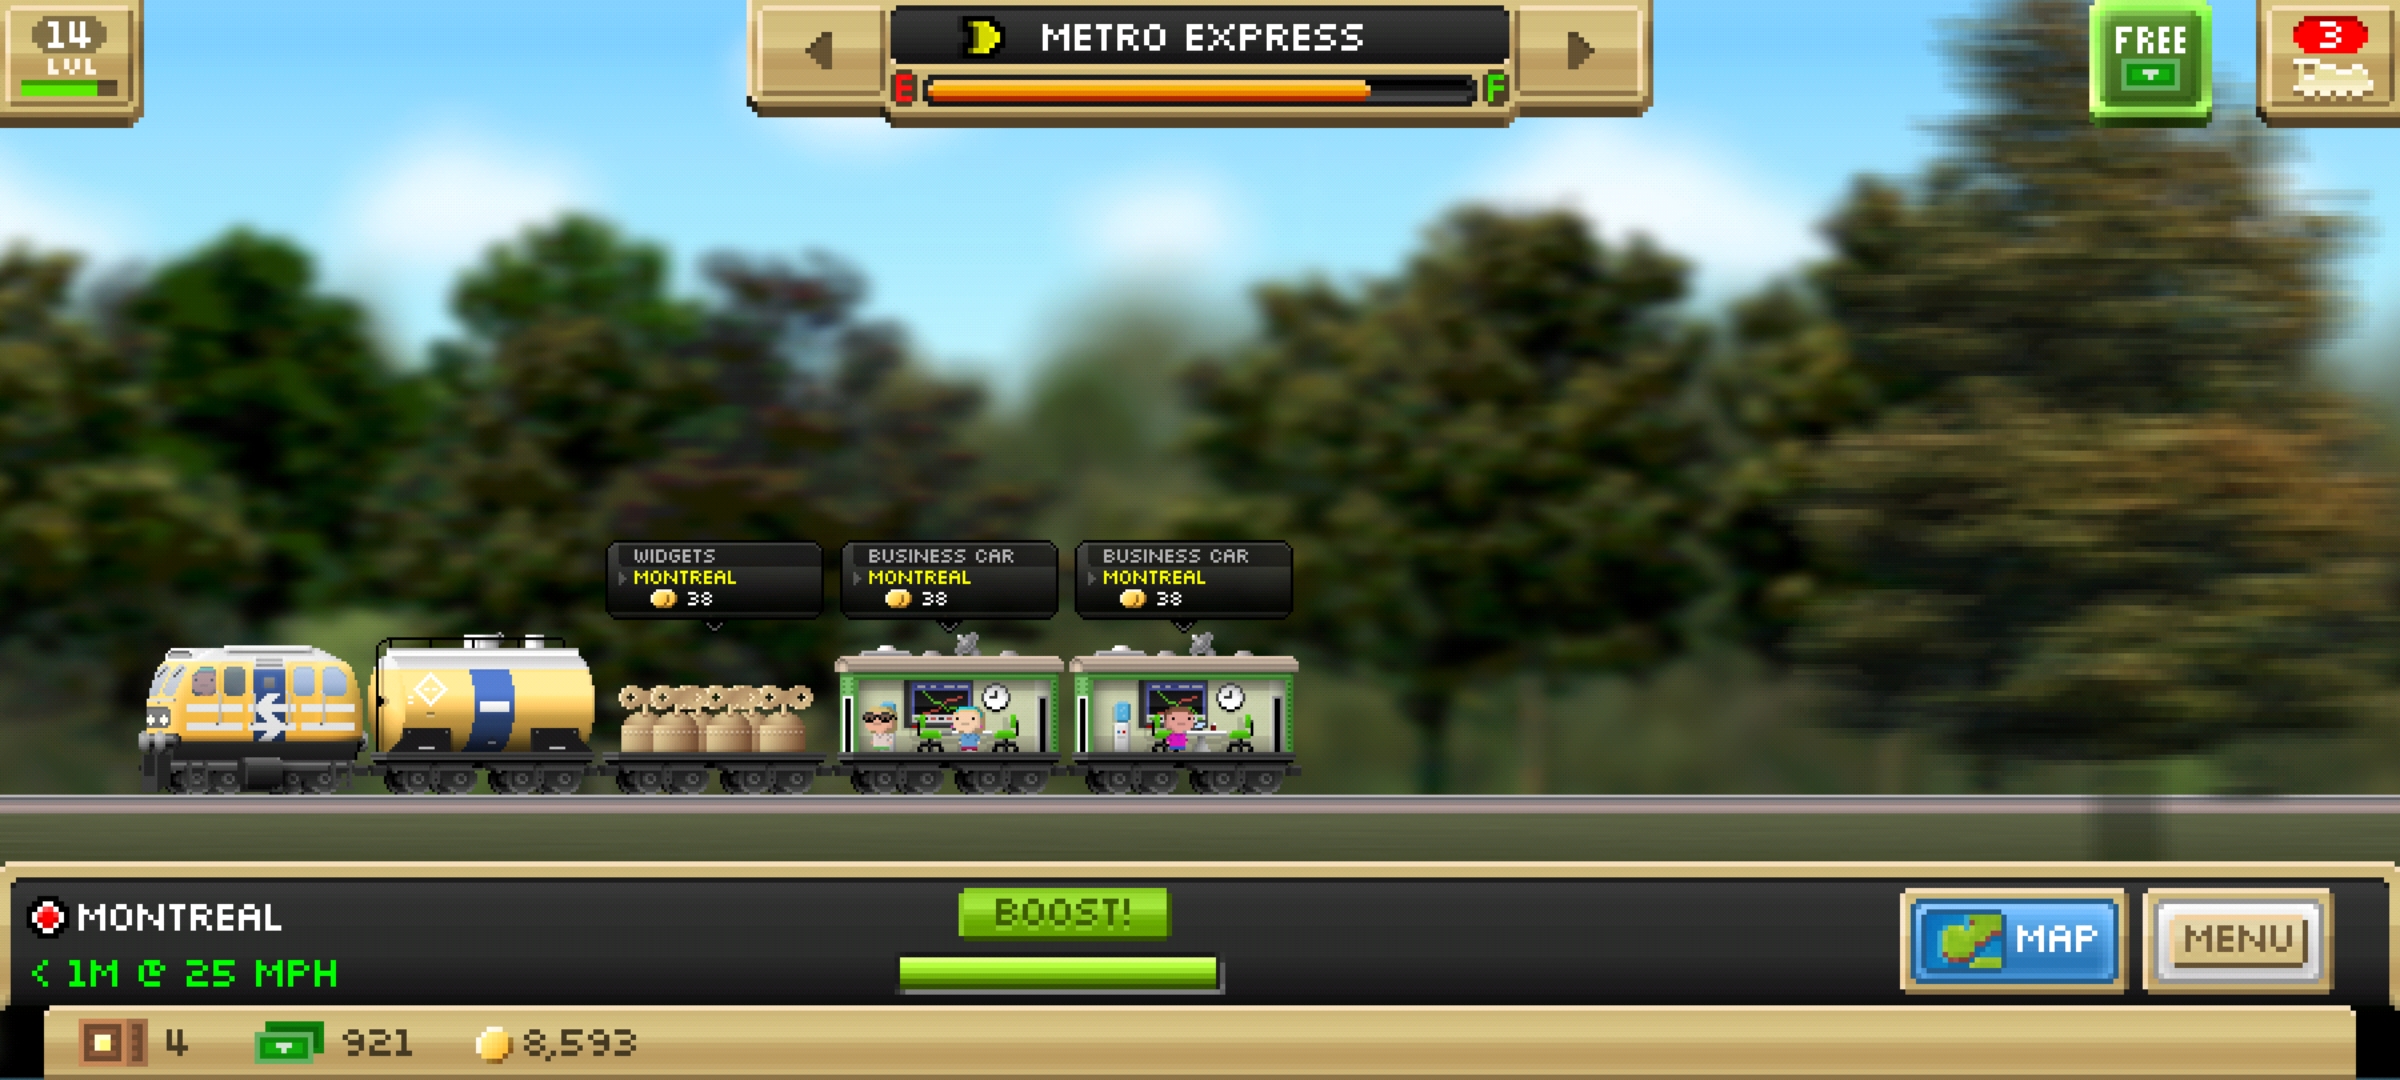 14
LVL
METRO EXPRESS
E
F
FREE
3
WIDGETS
MONTREAL
38
BUSINESS CAR
MONTREAL
38
BUSINESS CAR
MONTREAL
38
MONTREAL
< 1M @ 25 MPH
BOOST!
MAP
MENU
4
921
8,593